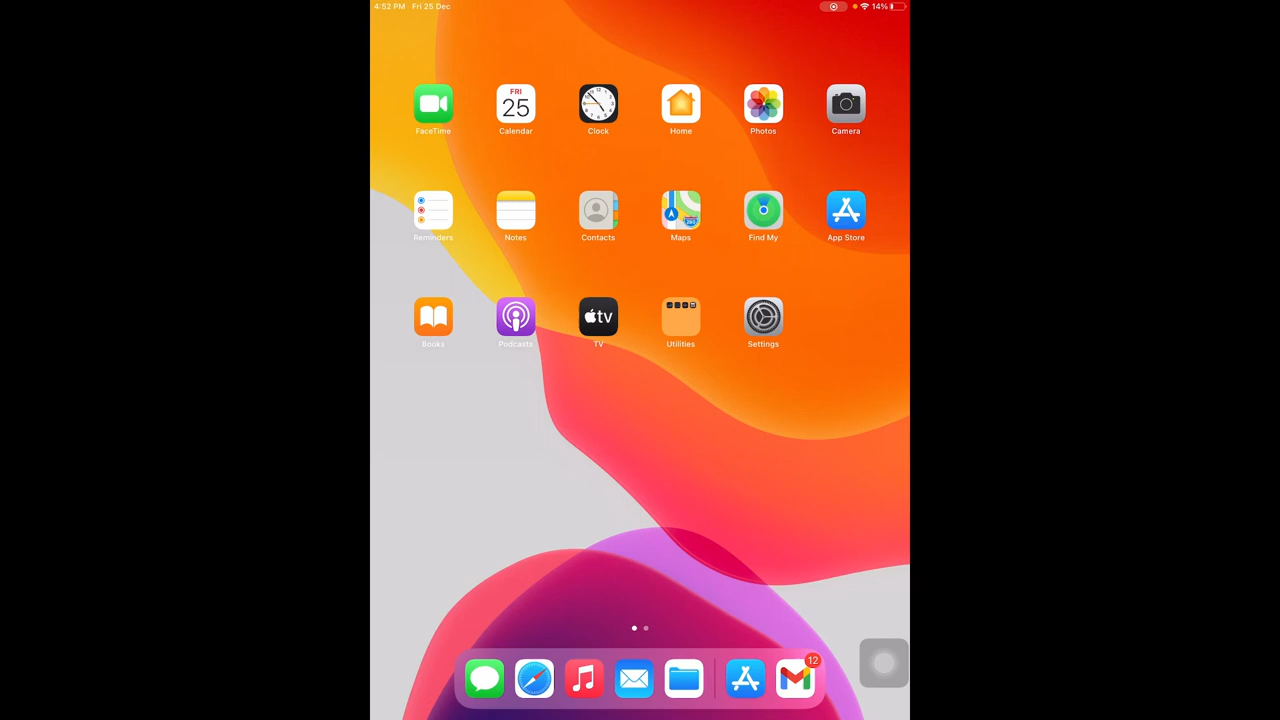 4:52 PM Fri 25 Dec 14%
FRI
25
FaceTime Calendar Clock Home Photos Camera
Reminders Notes Contacts Maps Find My App Store
tv
Books Podcasts TV Utilities Settings
12